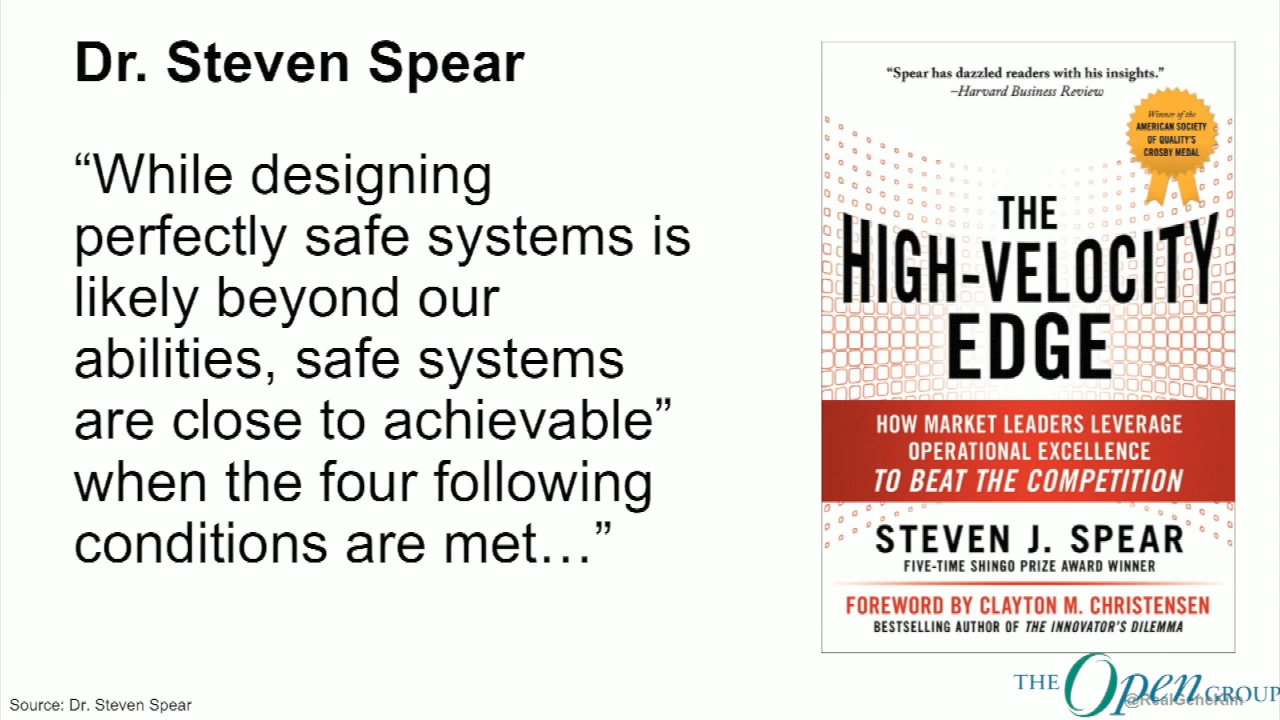 Dr. Steven Spear
“While designing
perfectly safe systems is
likely beyond our
abilities, safe systems
are close to achievable”
when the four following
conditions are met…”
“Spear has dazzled readers with his insights.”
–Harvard Business Review
Winner of the
AMERICAN SOCIETY
OF QUALITY'S
CROSBY MEDAL
THE
HIGH-VELOCITY
EDGE
HOW MARKET LEADERS LEVERAGE
OPERATIONAL EXCELLENCE
TO BEAT THE COMPETITION
STEVEN J. SPEAR
FIVE-TIME SHINGO PRIZE AWARD WINNER
FOREWORD BY CLAYTON M. CHRISTENSEN
BESTSELLING AUTHOR OF THE INNOVATOR'S DILEMMA
THE Open GROUP
@RealGeneKim
Source: Dr. Steven Spear